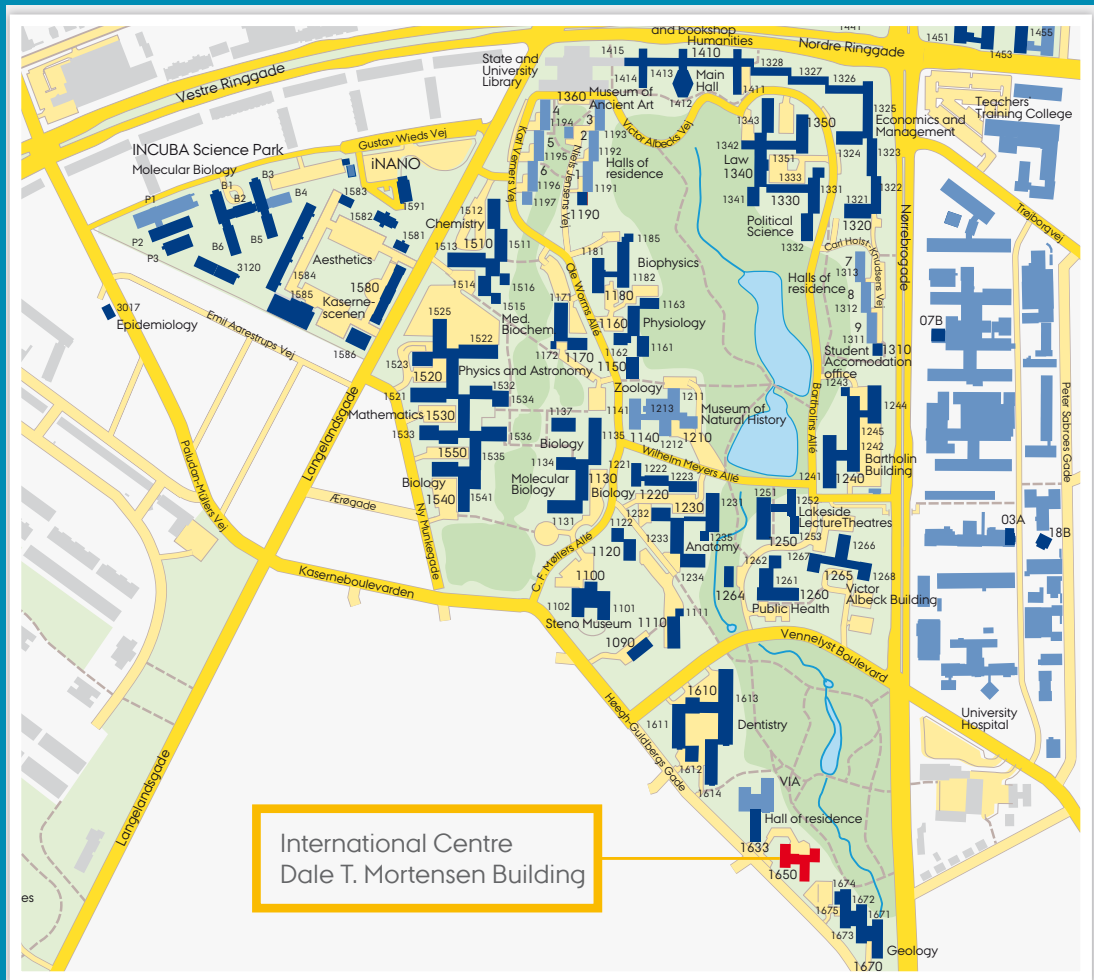 and bookshop
Humanities
1415
1410
1441
1451
1455
1453
Nordre Ringgade
Vestre Ringgade
State and
University
Library
1414
1413
Main
Hall
1412
1328
1327
1326
1411
1360
Museum of
Ancient Art
Victor Albecks Vej
1325
Economics and
Management
Teachers
Training College
Gustav Wieds Vej
INCUBA Science Park
Molecular Biology
iNANO
Karl Verners Vej
Niels Jensens Vej
4
1194
3
2
1193
5
1195
1192
6
1
1196
1191
1197
1190
Halls of
residence
1343
1350
1342
Law
1340
1351
1333
1341
1330
1331
Political
Science
1332
1324
1323
1322
1321
1320
Nørrebrogade
Trøjborgvej
P1
B1
B3
B2
B4
P2
B6
B5
P3
3120
1583
1582
1591
1581
1584
Aesthetics
1580
1585
Kaserne-
scenen
1586
3017
Epidemiology
Emil Aarestrups Vej
Chemistry
1512
1510
1513
1511
1514
1516
1515
1181
1185
Biophysics
1182
1180
Ole Worms Allé
1171
Med.
Biochem
1172
1170
1163
1160
Physiology
1162
1161
1150
Carl Holst-Knudsens Vej
Halls of
residence
7
1313
8
1312
9
1311
1310
Student
Accomodation
office
07B
1525
1522
1523
1520
Physics and Astronomy
1521
1532
1534
Mathematics
1530
1533
1536
1550
1535
Biology
1540
1541
Zoology
1141
1213
1211
Museum of
Natural History
1140
1212
1210
1137
1135
Biology
1134
Molecular
Biology
1130
Biology
1131
Wilhelm Meyers Allé
Bartholins Allé
1243
1244
1245
1242
Bartholin
Building
1241
1240
Peter Sabroes Gade
Langelandsgade
Paludan-Müllers Vej
Ærøgade
Ny Munkegade
Kaserneboulevarden
C. F. Møllers Allé
1221
1222
1223
1220
1230
1231
1232
1233
1235
Anatomy
1234
1122
1120
1251
1252
Lakeside
LectureTheatres
1253
1250
1262
1267
1266
1261
1265
1268
1264
1260
Public Health
Victor
Albeck Building
03A
18B
1100
1102
1101
Steno Museum
1110
1111
1090
Vennelyst Boulevard
Høegh-Guldbergs Gade
1610
1613
1611
Dentistry
1612
1614
University
Hospital
VIA
Hall of residence
1633
1650
1674
1672
1675
1671
1673
Geology
1670
Langelandsgade
International Centre
Dale T. Mortensen Building
es